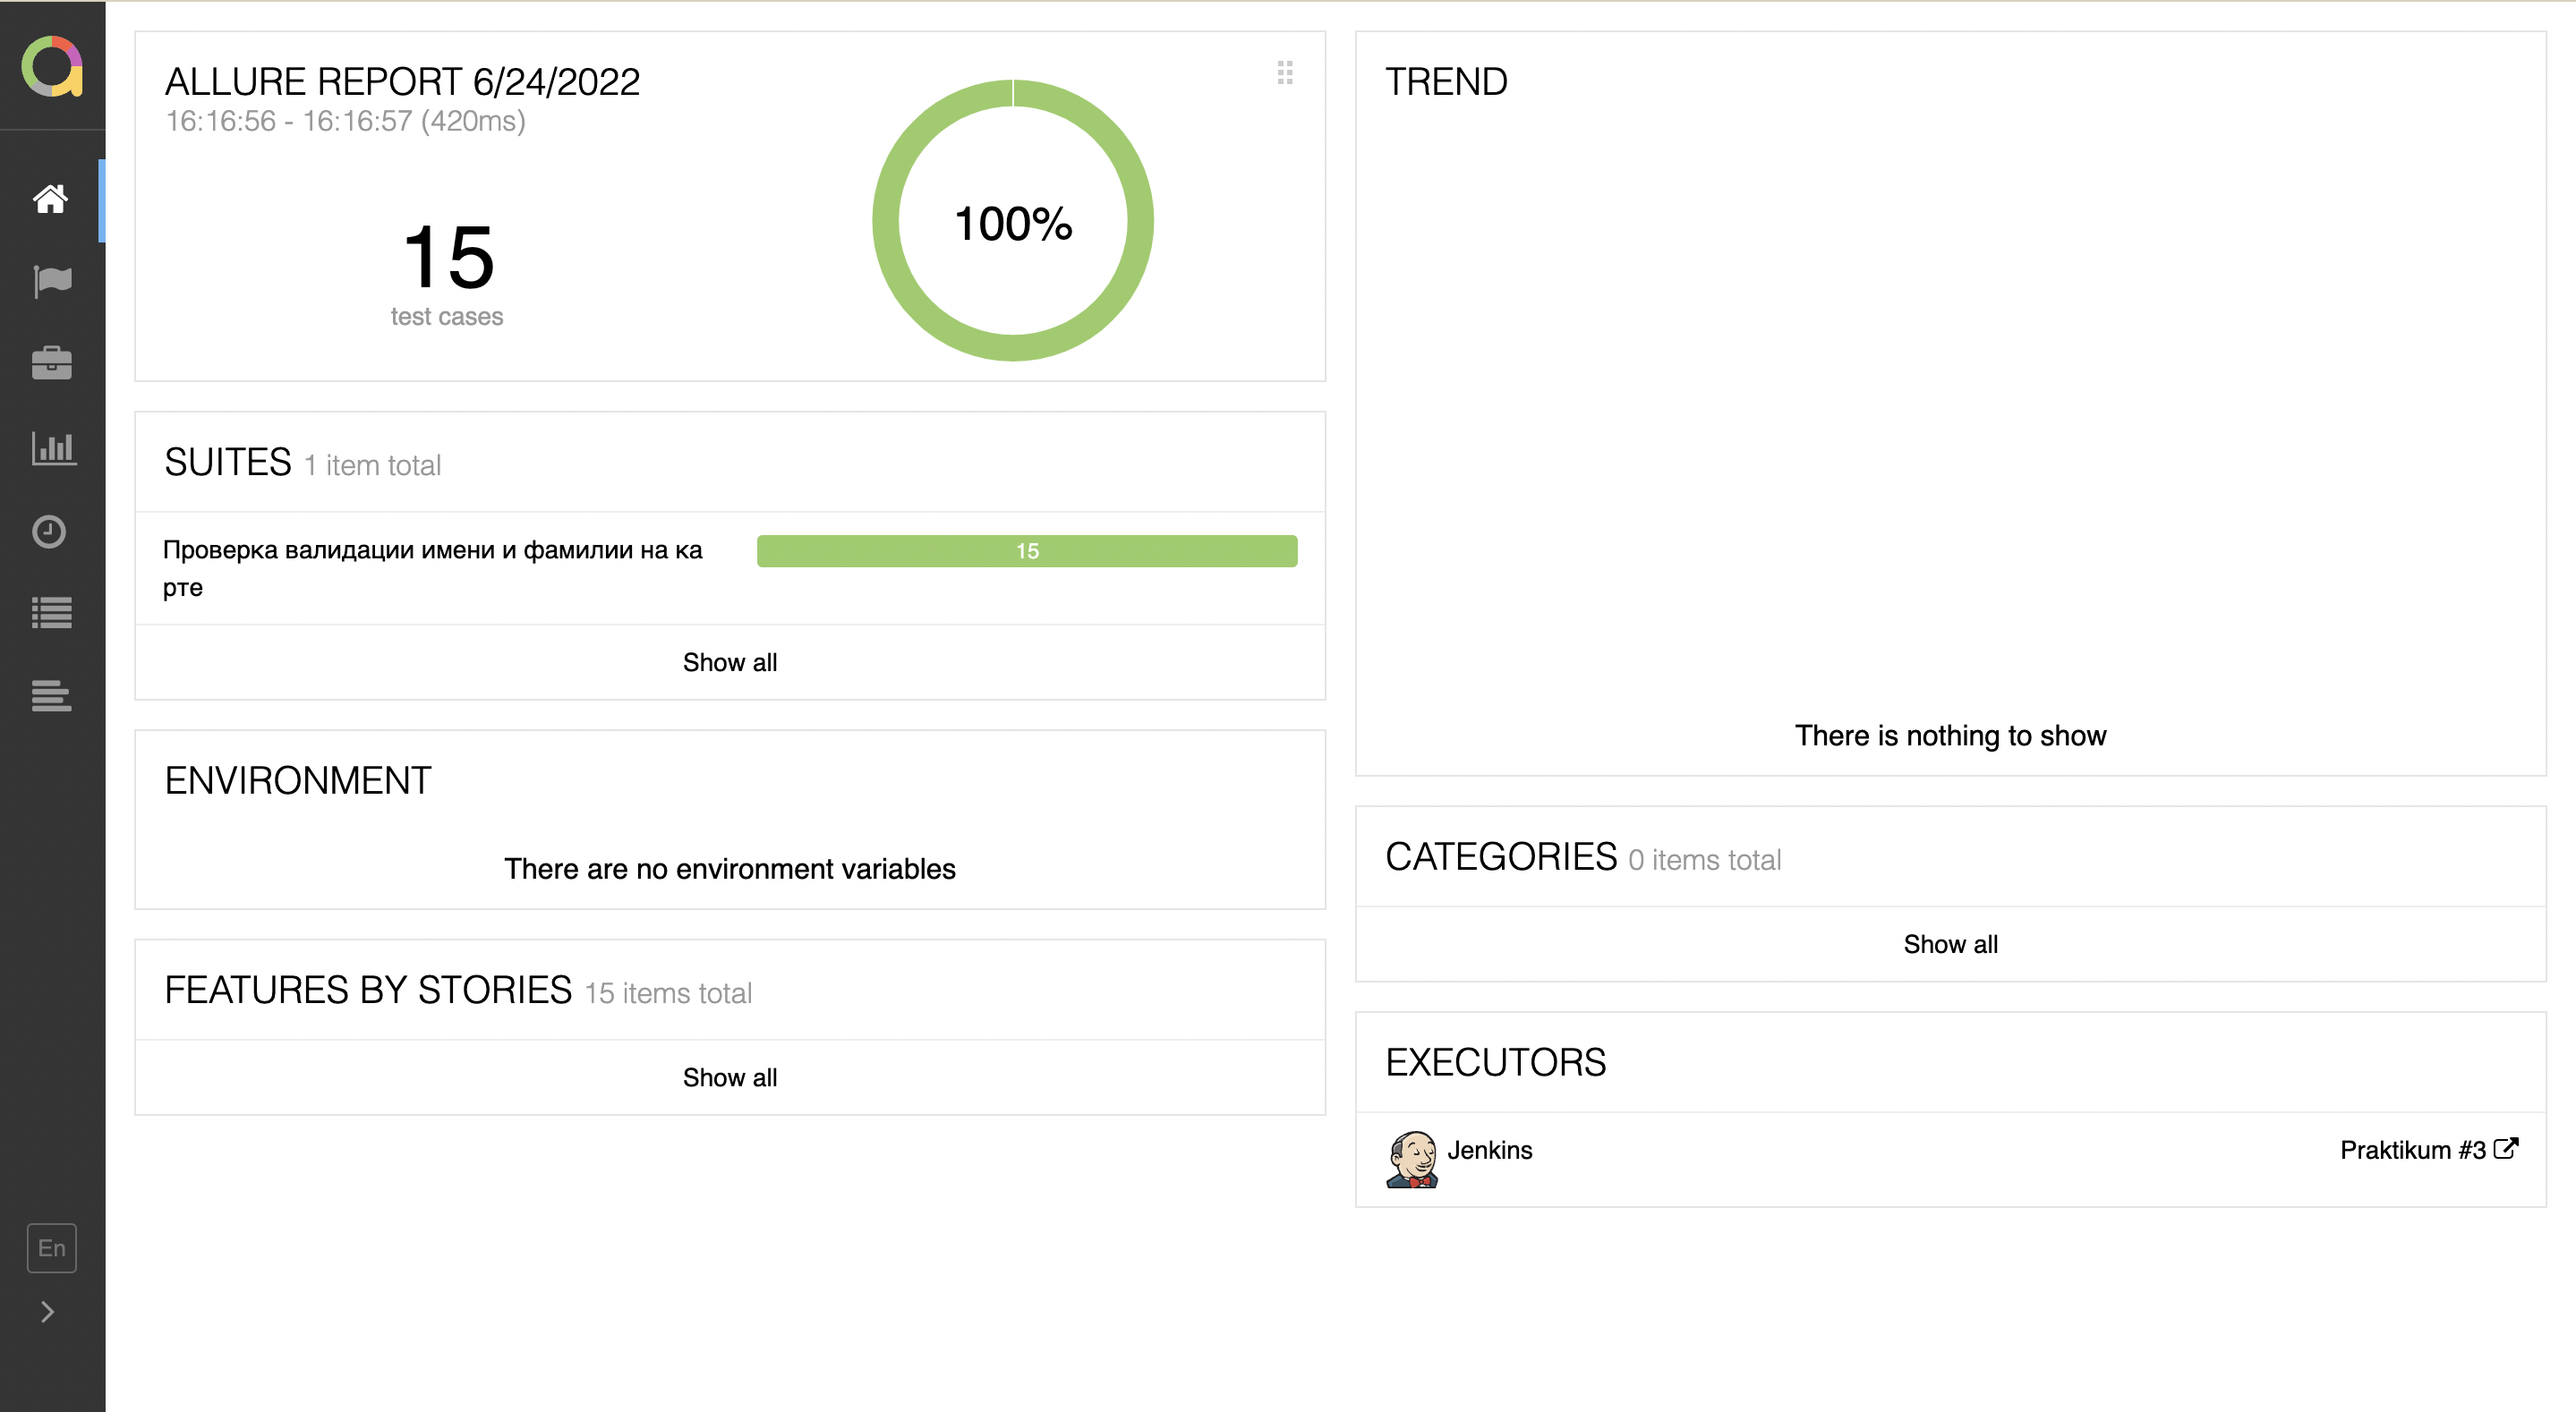 ALLURE REPORT 6/24/2022
16:16:56 - 16:16:57 (420ms)
15
test cases
100%
SUITES 1 item total
Проверка валидации имени и фамилии на ка
рте
15
Show all
ENVIRONMENT
There are no environment variables
FEATURES BY STORIES 15 items total
Show all
TREND
There is nothing to show
CATEGORIES 0 items total
Show all
EXECUTORS
Jenkins
Praktikum #3
En